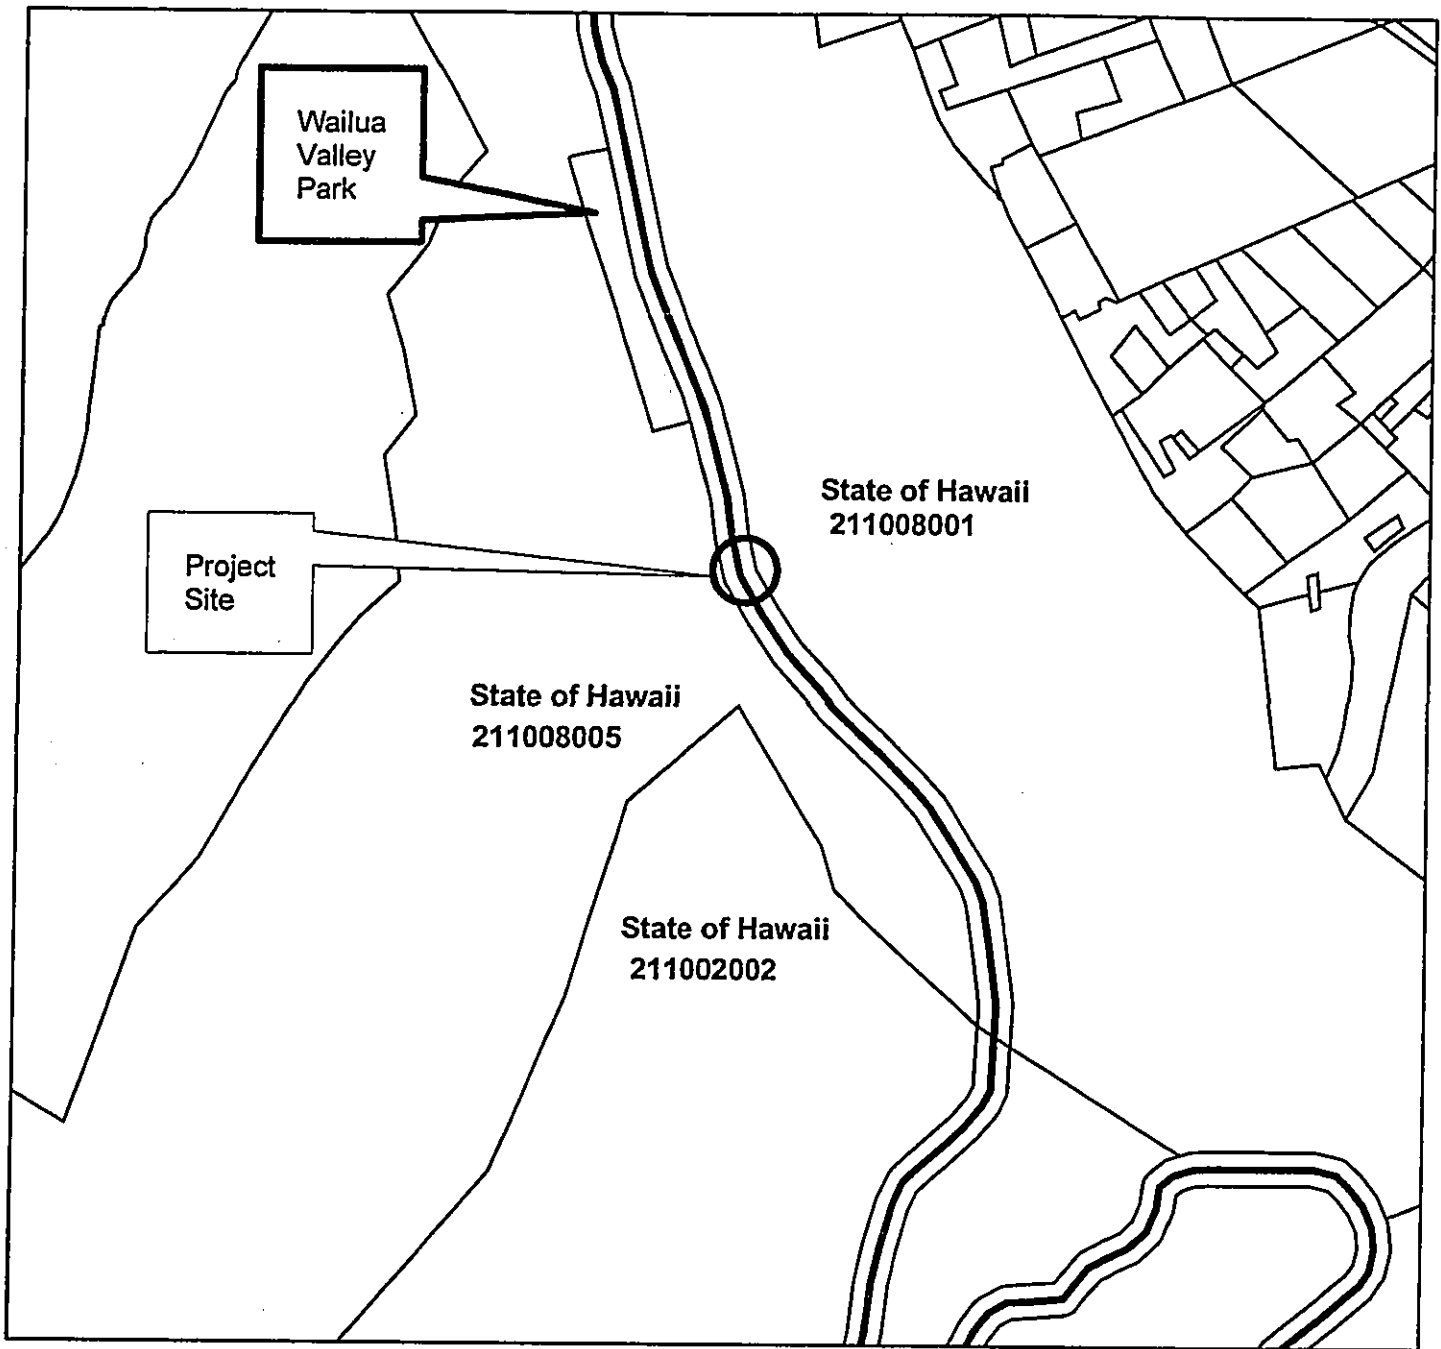 Wailua
Valley
Park
State of Hawaii
211008001
Project
Site
State of Hawaii
211008005
State of Hawaii
211002002